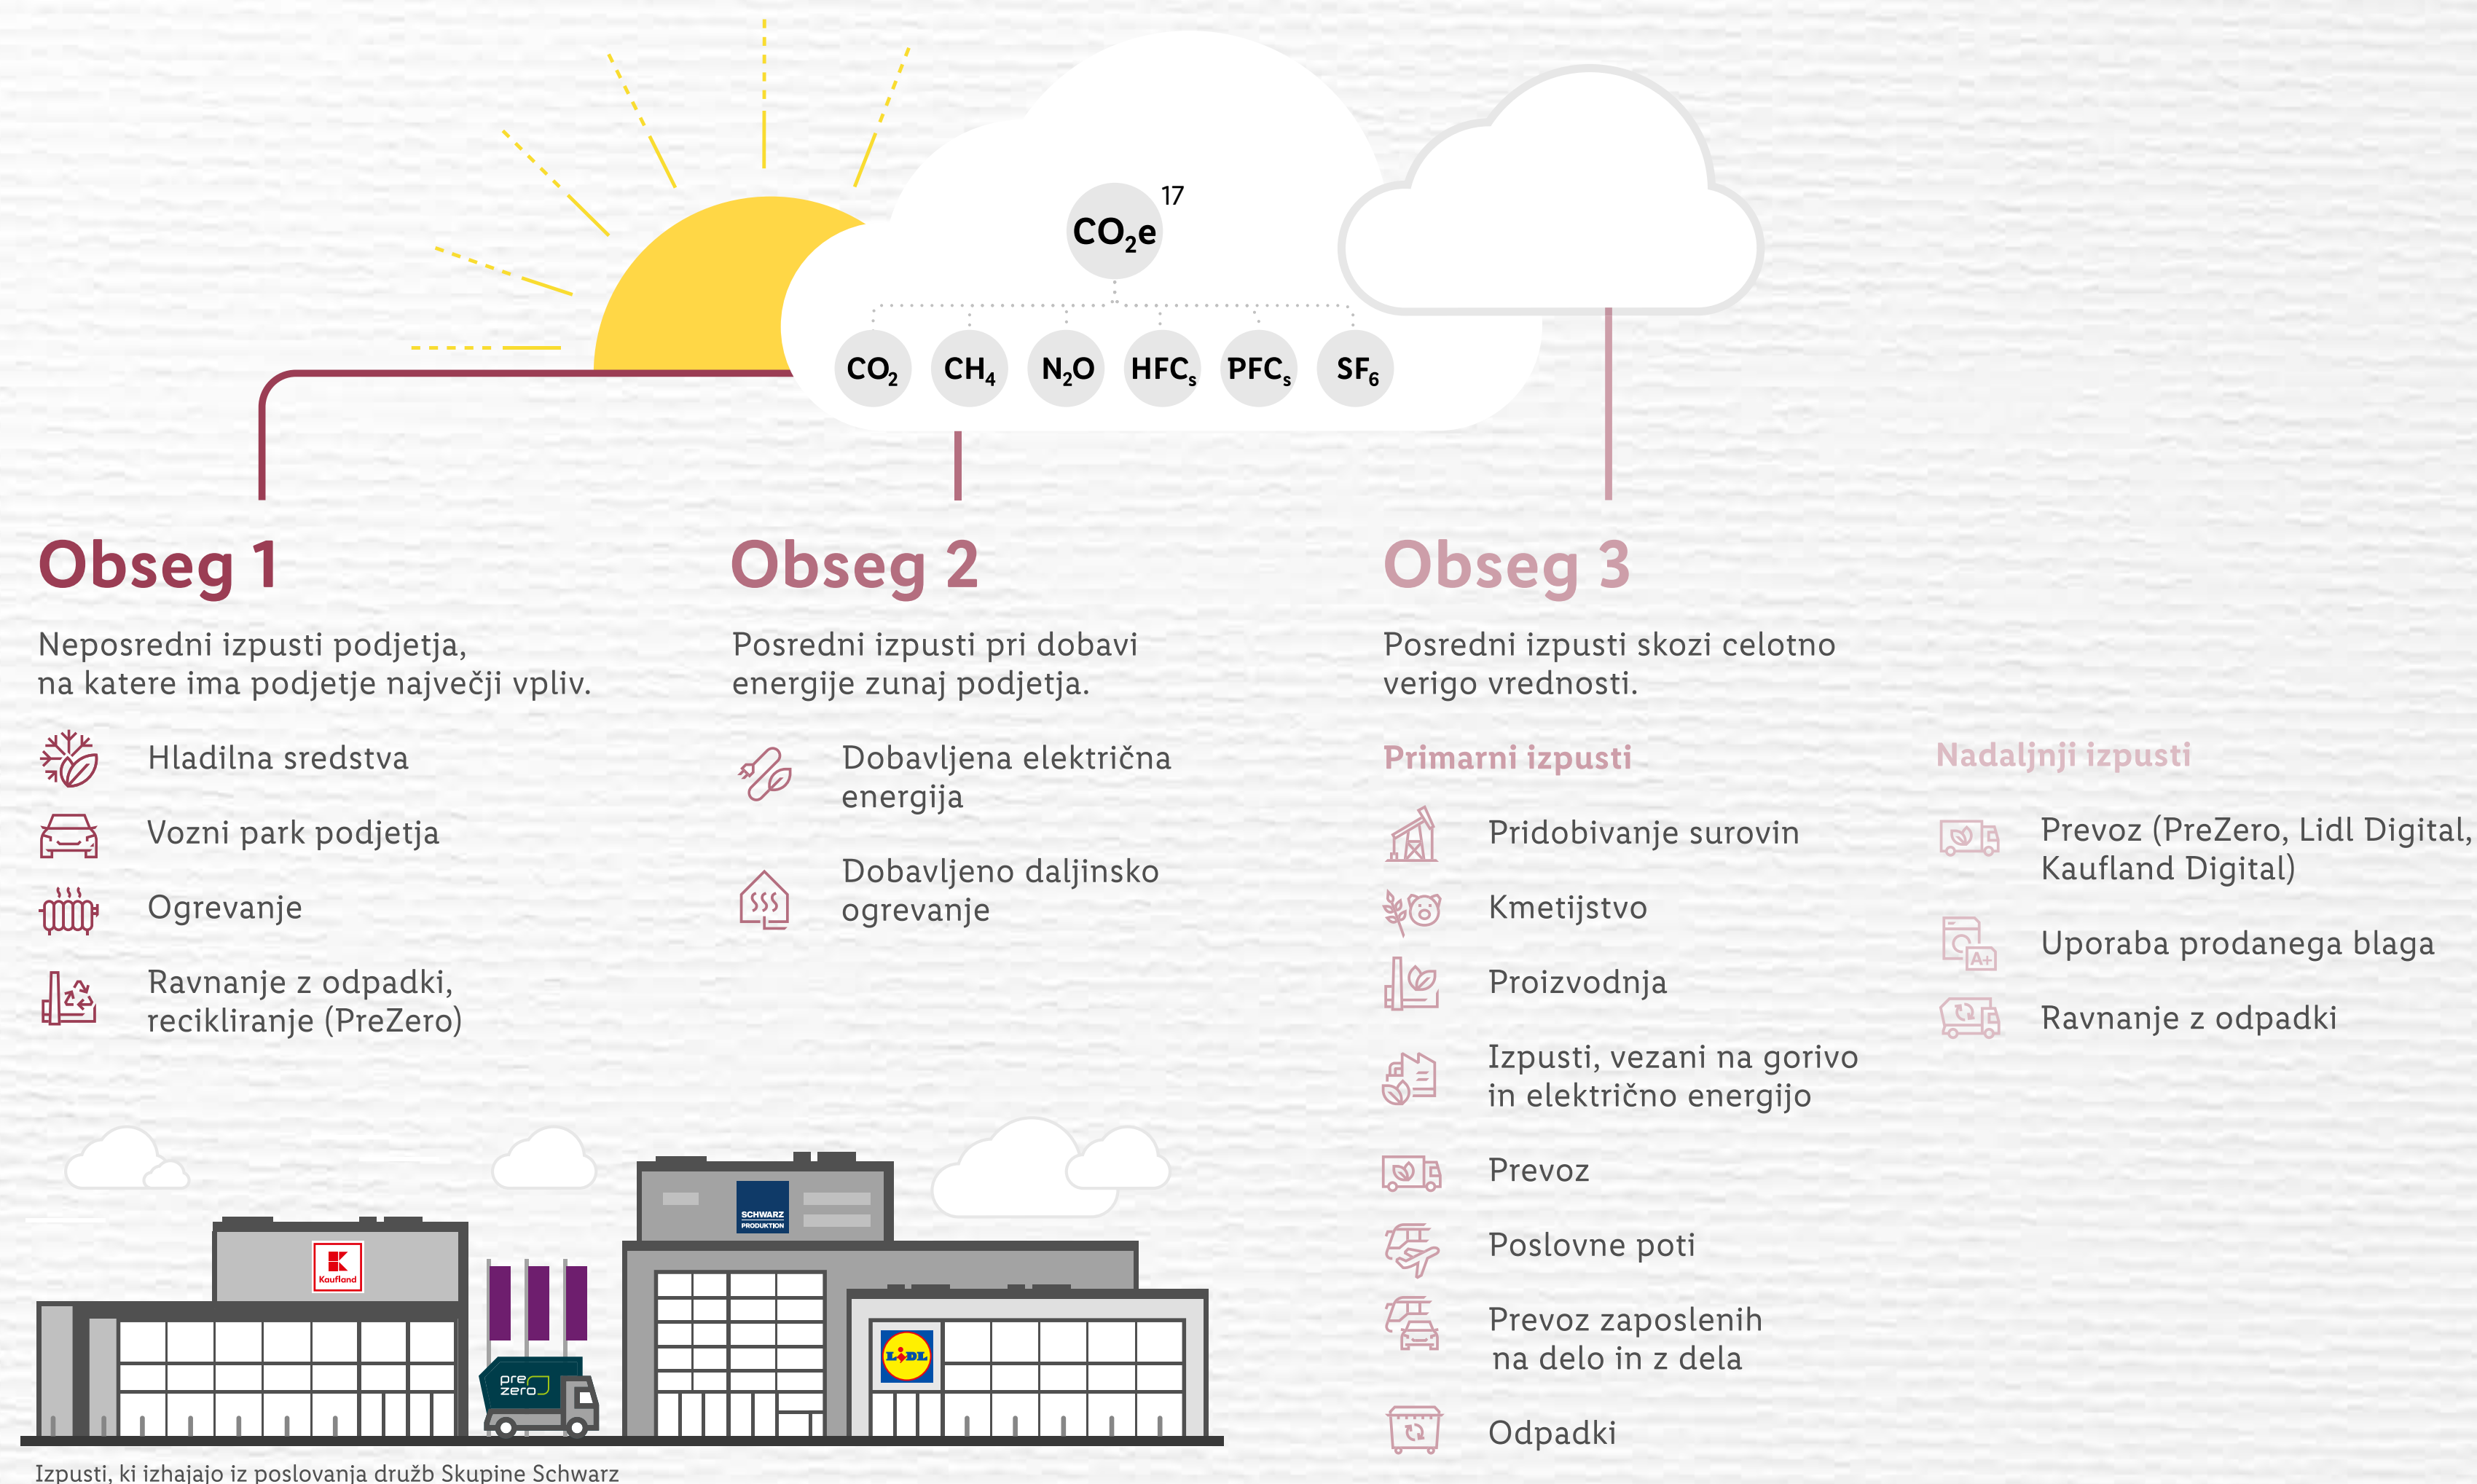 17
CO₂e
CO₂ CH₄ N₂O HFCₛ PFCₛ SF₆
Obseg 1
Neposredni izpusti podjetja,
na katere ima podjetje največji vpliv.
Hladilna sredstva
Vozni park podjetja
Ogrevanje
Ravnanje z odpadki,
recikliranje (PreZero)
Obseg 2
Posredni izpusti pri dobavi
energije zunaj podjetja.
Dobavljena električna
energija
Dobavljeno daljinsko
ogrevanje
Obseg 3
Posredni izpusti skozi celotno
verigo vrednosti.
Primarni izpusti
Pridobivanje surovin
Kmetijstvo
Proizvodnja
Izpusti, vezani na gorivo
in električno energijo
Prevoz
Poslovne poti
Prevoz zaposlenih
na delo in z dela
Odpadki
Nadaljnji izpusti
Prevoz (PreZero, Lidl Digital,
Kaufland Digital)
A+
Uporaba prodanega blaga
Ravnanje z odpadki
Kaufland
pre
zero
SCHWARZ
PRODUKTION
LIDL
Izpusti, ki izhajajo iz poslovanja družb Skupine Schwarz